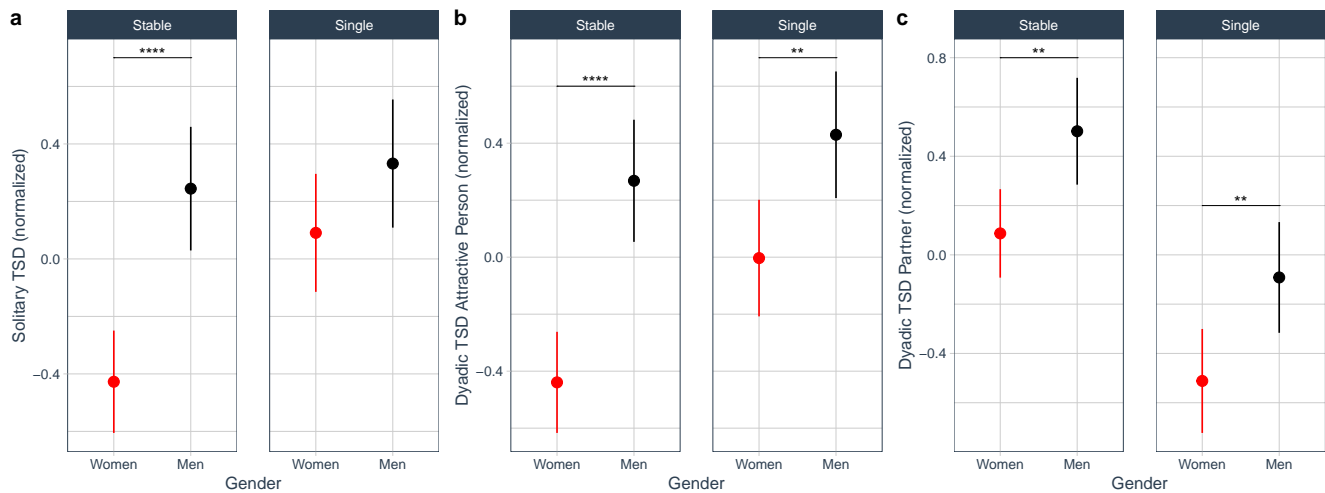 a
Stable
Single
Solitary TSD (normalized)
0.4
0.0
−0.4
****
Women
Men
Women
Men
Gender
b
Stable
Single
Dyadic TSD Attractive Person (normalized)
0.4
0.0
−0.4
****
**
Women
Men
Women
Men
Gender
c
Stable
Single
Dyadic TSD Partner (normalized)
0.8
0.4
0.0
−0.4
**
**
Women
Men
Women
Men
Gender